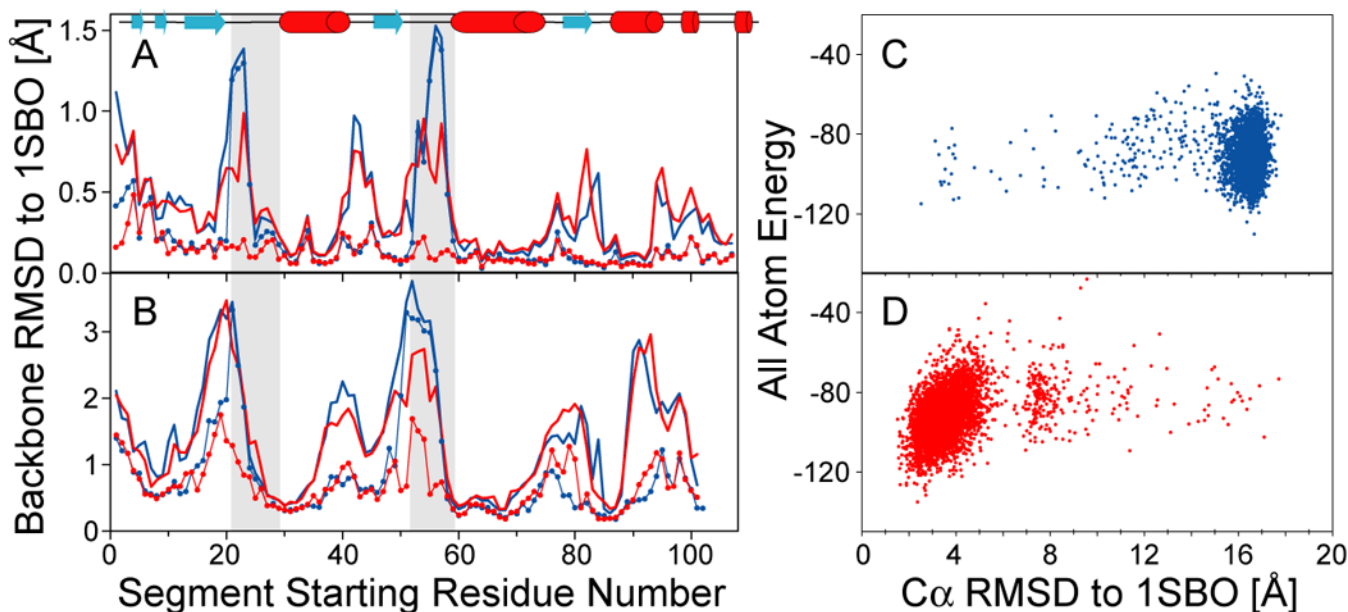 Backbone RMSD to 1SBO [Å]
1.5
1.0
0.5
0.0
A
3
2
1
0
B
0 20 40 60 80 100
Segment Starting Residue Number
All Atom Energy
-40
-80
-120
C
-40
-80
-120
D
0 4 8 12 16 20
Cα RMSD to 1SBO [Å]